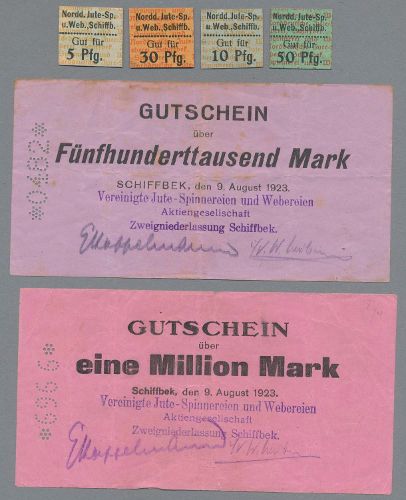 Nordd. Jute-Sp.
u. Web., Schiffb.
Gut für
5 Pfg.
Nordd. Jute-Sp.
u. Web., Schiffb.
Gut für
30 Pfg.
Nordd. Jute-Sp.
u. Web., Schiffb.
Gut für
10 Pfg.
Nordd. Jute-Sp.
u. Web., Schiffb.
Gut für
50 Pfg.
GUTSCHEIN
über
Fünfhunderttausend Mark
SCHIFFBEK, den 9. August 1923.
Vereinigte Jute-Spinnereien und Webereien
Aktiengesellschaft
Zweigniederlassung Schiffbek.
GUTSCHEIN
über
eine Million Mark
Schiffbek, den 9. August 1923.
Vereinigte Jute-Spinnereien und Webereien
Aktiengesellschaft
Zweigniederlassung Schiffbek.